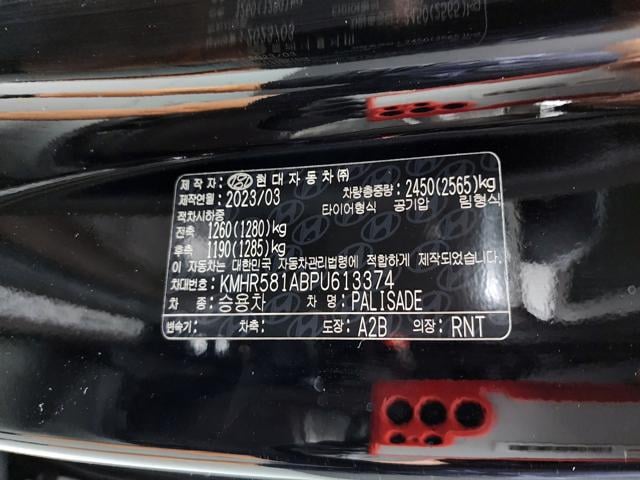 제 작 자: 현대자동차㈜
제작연월: 2023/03 차량총중량: 2450(2565)kg
적차시하중 타이어형식 공기압 림형식
전축 1260(1280)kg
후축 1190(1285)kg
이 자동차는 대한민국 자동차관리법령에 적합하게 제작되었습니다.
차대번호: KMHR581ABPU613374
차 종: 승용차 차 명: PALISADE
변속기: 차축: 도장: A2B 의장: RNT